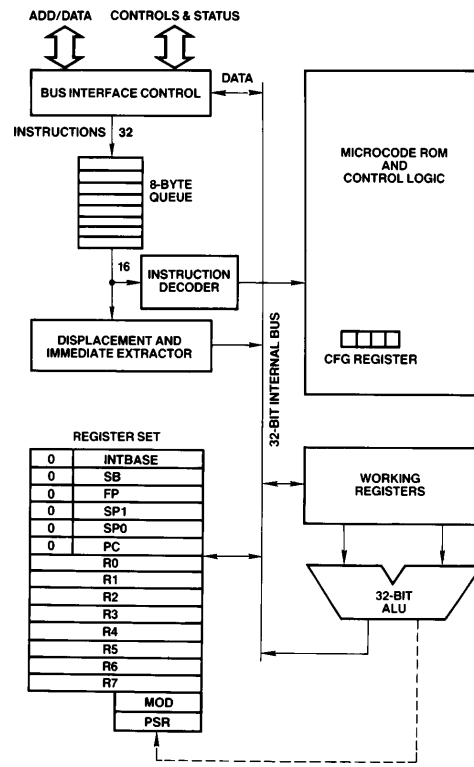 ADD/DATA
CONTROLS & STATUS
BUS INTERFACE CONTROL
DATA
INSTRUCTIONS 32
8-BYTE
QUEUE
16
INSTRUCTION
DECODER
DISPLACEMENT AND
IMMEDIATE EXTRACTOR
MICROCODE ROM
AND
CONTROL LOGIC
CFG REGISTER
32-BIT INTERNAL BUS
REGISTER SET
0 INTBASE
0 SB
0 FP
0 SP1
0 SP0
0 PC
R0
R1
R2
R3
R4
R5
R6
R7
MOD
PSR
WORKING
REGISTERS
32-BIT
ALU